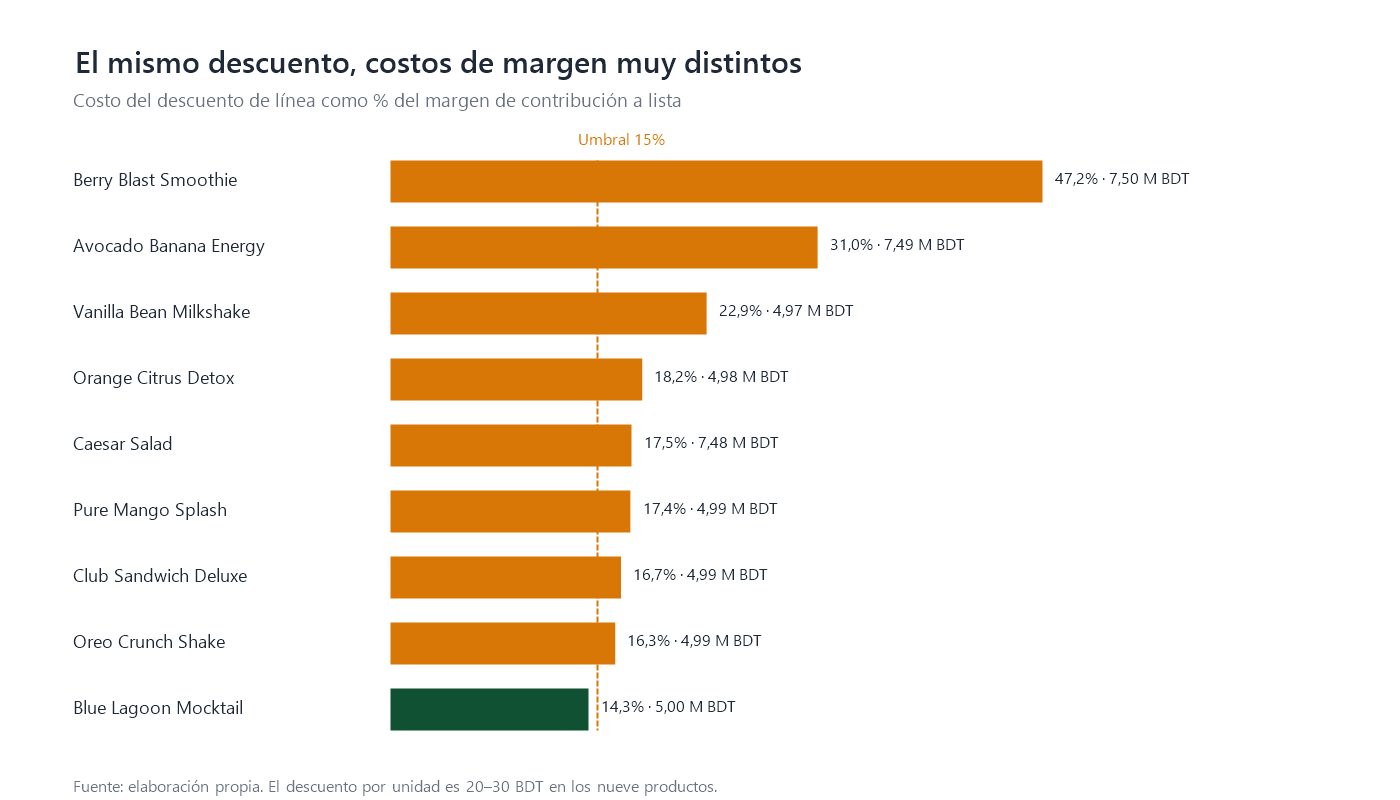 El mismo descuento, costos de margen muy distintos
Costo del descuento de línea como % del margen de contribución a lista
Umbral 15%
Berry Blast Smoothie 47,2% · 7,50 M BDT
Avocado Banana Energy 31,0% · 7,49 M BDT
Vanilla Bean Milkshake 22,9% · 4,97 M BDT
Orange Citrus Detox 18,2% · 4,98 M BDT
Caesar Salad 17,5% · 7,48 M BDT
Pure Mango Splash 17,4% · 4,99 M BDT
Club Sandwich Deluxe 16,7% · 4,99 M BDT
Oreo Crunch Shake 16,3% · 4,99 M BDT
Blue Lagoon Mocktail 14,3% · 5,00 M BDT
Fuente: elaboración propia. El descuento por unidad es 20–30 BDT en los nueve productos.